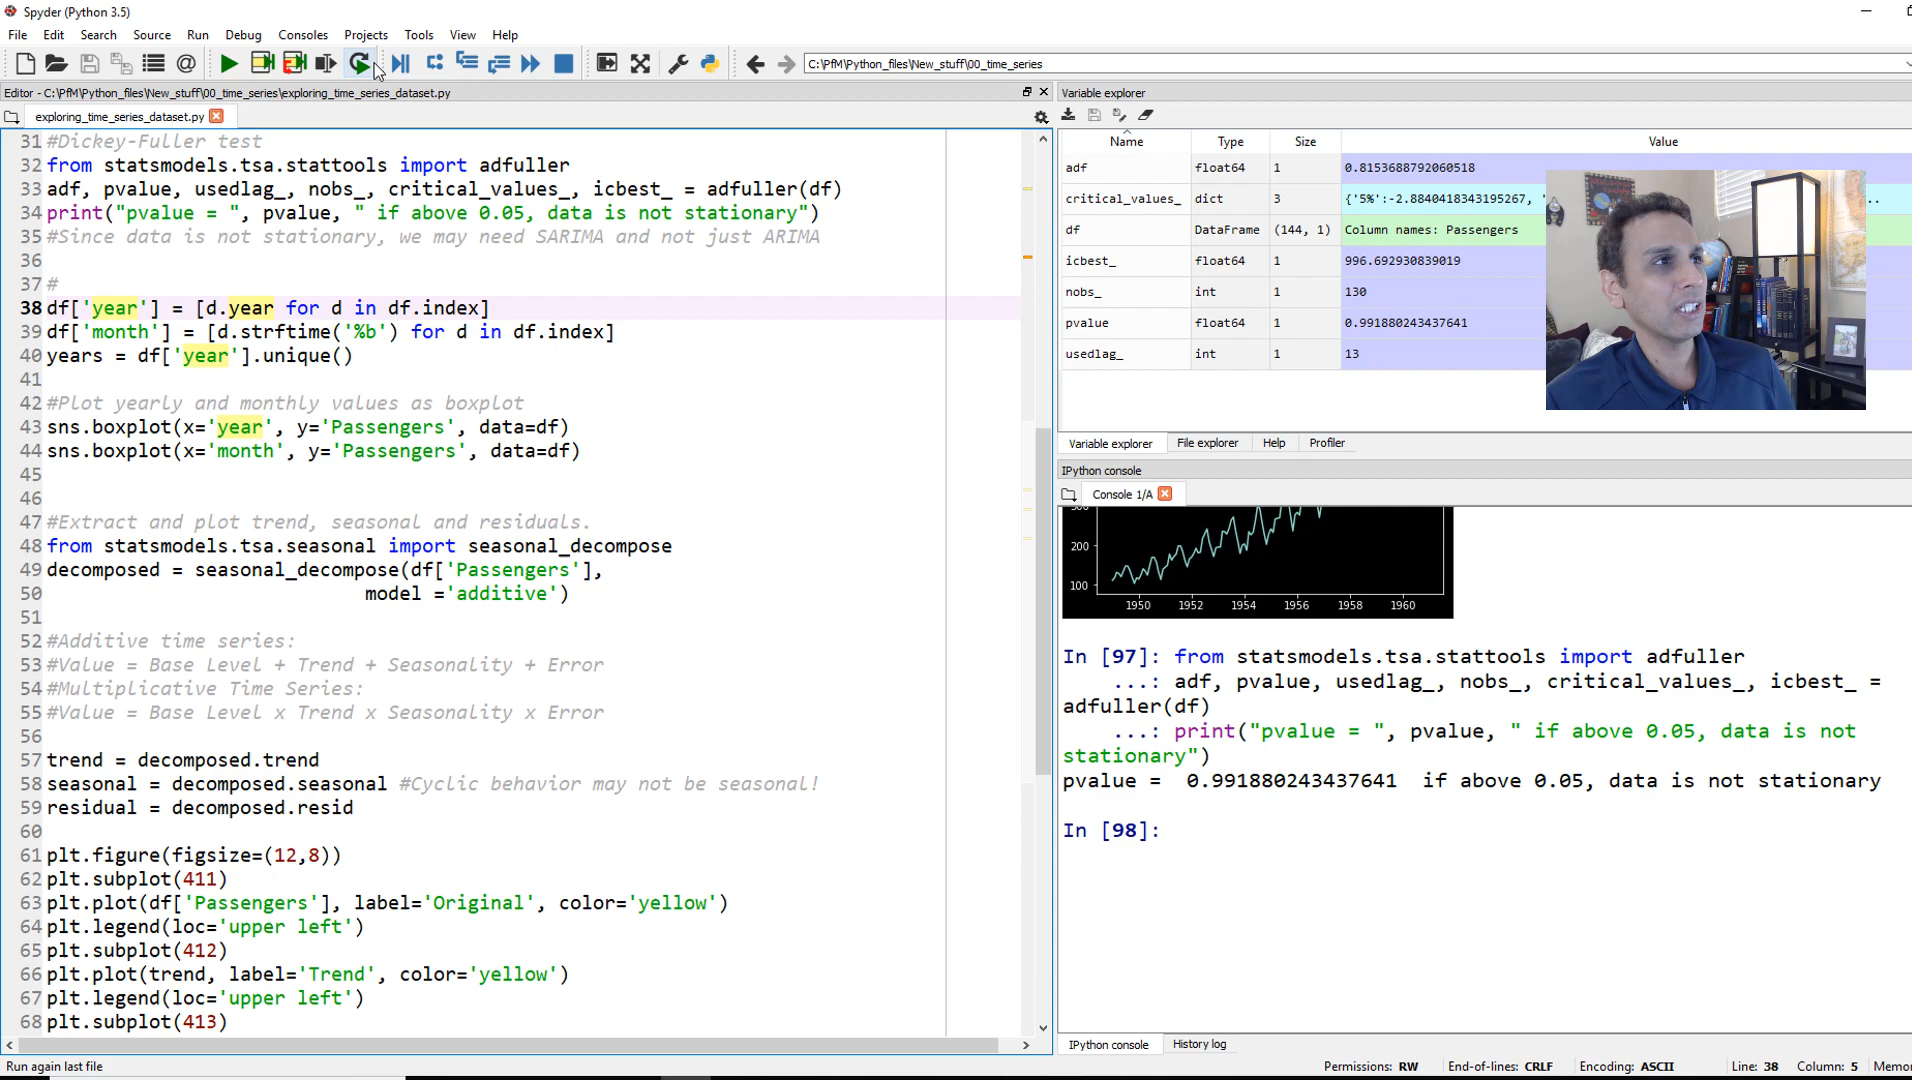 Spyder (Python 3.5)
File Edit Search Source Run Debug Consoles Projects Tools View Help
C:\PfM\Python_files\New_stuff\00_time_series
Editor - C:\PfM\Python_files\New_stuff\00_time_series\exploring_time_series_dataset.py
exploring_time_series_dataset.py
31 #Dickey-Fuller test
32 from statsmodels.tsa.stattools import adfuller
33 adf, pvalue, usedlag_, nobs_, critical_values_, icbest_ = adfuller(df)
34 print("pvalue = ", pvalue, " if above 0.05, data is not stationary")
35 #Since data is not stationary, we may need SARIMA and not just ARIMA
36
37 #
38 df['year'] = [d.year for d in df.index]
39 df['month'] = [d.strftime('%b') for d in df.index]
40 years = df['year'].unique()
41
42 #Plot yearly and monthly values as boxplot
43 sns.boxplot(x='year', y='Passengers', data=df)
44 sns.boxplot(x='month', y='Passengers', data=df)
45
46
47 #Extract and plot trend, seasonal and residuals.
48 from statsmodels.tsa.seasonal import seasonal_decompose
49 decomposed = seasonal_decompose(df['Passengers'],
50 model ='additive')
51
52 #Additive time series:
53 #Value = Base Level + Trend + Seasonality + Error
54 #Multiplicative Time Series:
55 #Value = Base Level x Trend x Seasonality x Error
56
57 trend = decomposed.trend
58 seasonal = decomposed.seasonal #Cyclic behavior may not be seasonal!
59 residual = decomposed.resid
60
61 plt.figure(figsize=(12,8))
62 plt.subplot(411)
63 plt.plot(df['Passengers'], label='Original', color='yellow')
64 plt.legend(loc='upper left')
65 plt.subplot(412)
66 plt.plot(trend, label='Trend', color='yellow')
67 plt.legend(loc='upper left')
68 plt.subplot(413)
Variable explorer
Name Type Size Value
adf float64 1 0.8153688792060518
critical_values_ dict 3 {'5%':-2.8840418343195267, ' ..
df DataFrame (144, 1) Column names: Passengers
icbest_ float64 1 996.692930839019
nobs_ int 1 130
pvalue float64 1 0.991880243437641
usedlag_ int 1 13
Variable explorer File explorer Help Profiler
IPython console
Console 1/A
200
100
1950 1952 1954 1956 1958 1960
In [97]: from statsmodels.tsa.stattools import adfuller
...: adf, pvalue, usedlag_, nobs_, critical_values_, icbest_ =
adfuller(df)
...: print("pvalue = ", pvalue, " if above 0.05, data is not
stationary")
pvalue = 0.991880243437641 if above 0.05, data is not stationary
In [98]:
IPython console History log
Run again last file Permissions: RW End-of-lines: CRLF Encoding: ASCII Line: 38 Column: 5 Memor